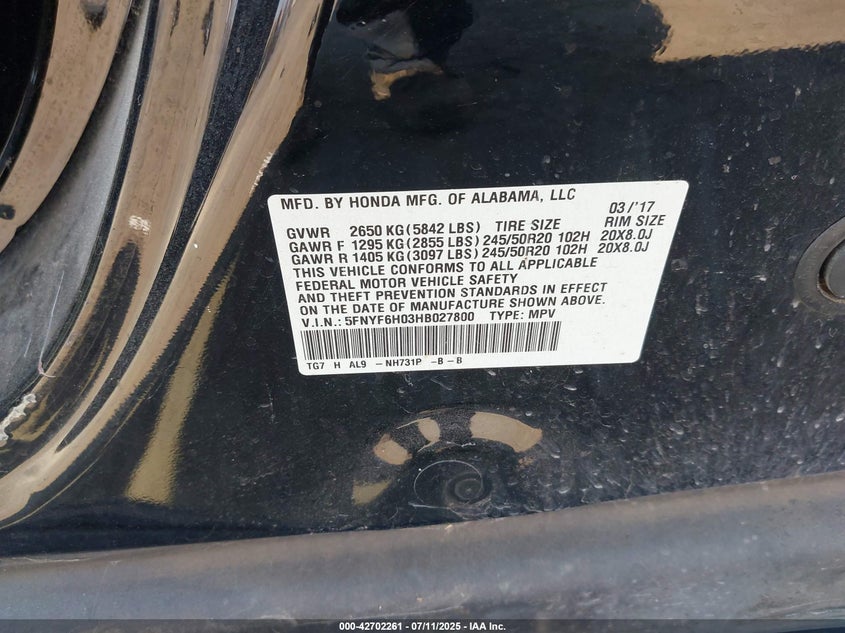 MFD. BY HONDA MFG. OF ALABAMA, LLC 03/'17
GVWR 2650 KG(5842 LBS) TIRE SIZE RIM SIZE
GAWR F 1295 KG(2855 LBS) 245/50R20 102H 20X8.0J
GAWR R 1405 KG(3097 LBS) 245/50R20 102H 20X8.0J
THIS VEHICLE CONFORMS TO ALL APPLICABLE
FEDERAL MOTOR VEHICLE SAFETY
AND THEFT PREVENTION STANDARDS IN EFFECT
ON THE DATE OF MANUFACTURE SHOWN ABOVE.
V.I.N.: 5FNYF6H03HB027800 TYPE: MPV
TG7 H AL9 -NH731P -B-B
000-42702261 - 07/11/2025 - IAA Inc.